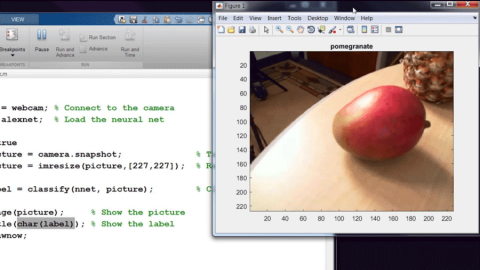 VIEW
Breakpoints
Pause
Run and
Advance
Run Section
Advance
Run and
Time
BREAKPOINTS
RUN
= webcam; % Connect to the camera
alexnet; % Load the neural net
true
cture = camera.snapshot;
cture = imresize(picture,[227,227]);
el = classify(nnet, picture);
ge(picture); % Show the picture
tle(char(label)); % Show the label
awnow;
Figure 1
File Edit View Insert Tools Desktop Window Help
pomegranate
20
40
60
80
100
120
140
160
180
200
220
20 40 60 80 100 120 140 160 180 200 220